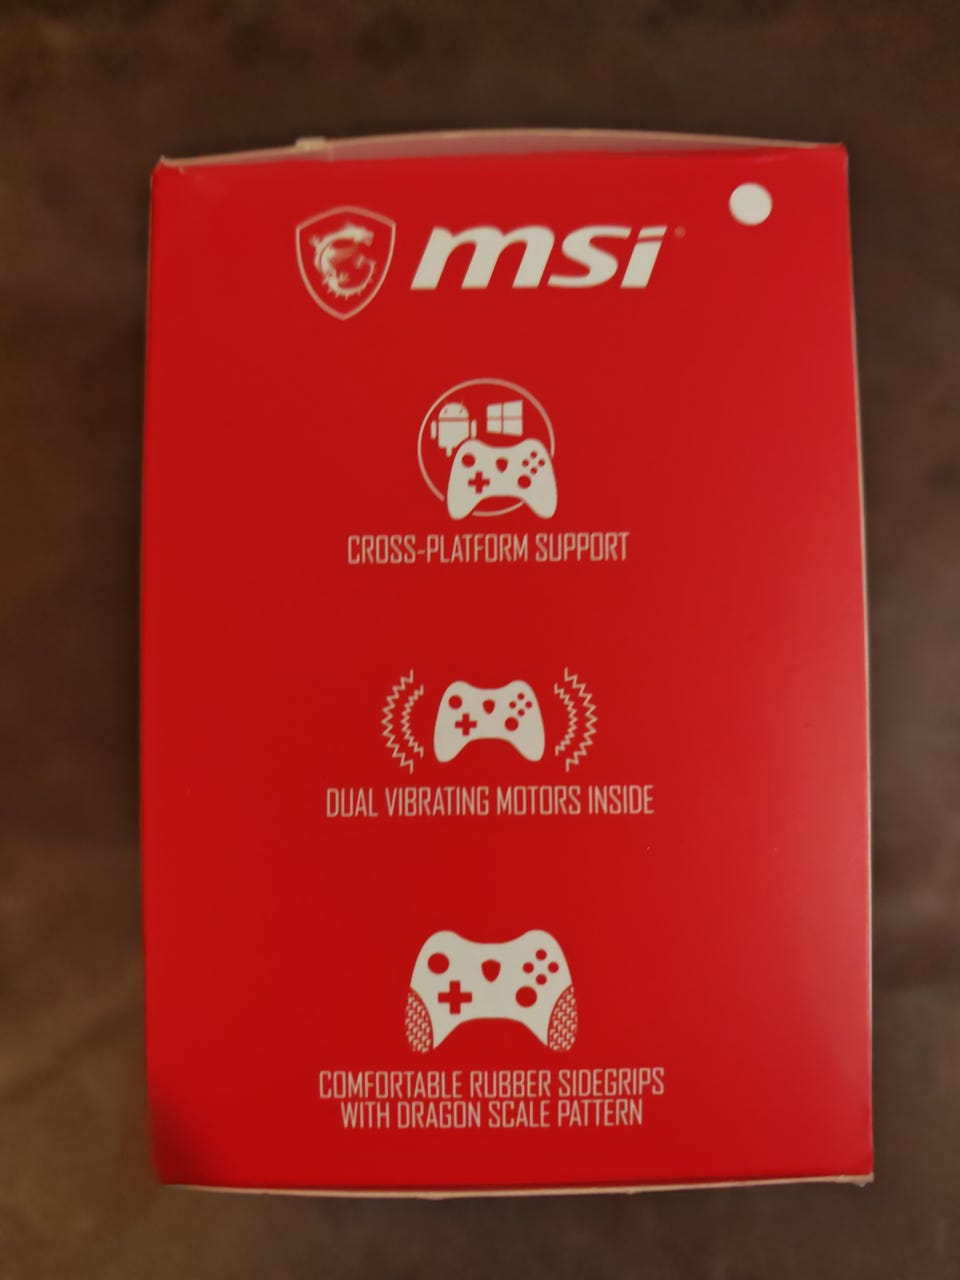 msi
CROSS-PLATFORM SUPPORT
DUAL VIBRATING MOTORS INSIDE
COMFORTABLE RUBBER SIDEGRIPS
WITH DRAGON SCALE PATTERN